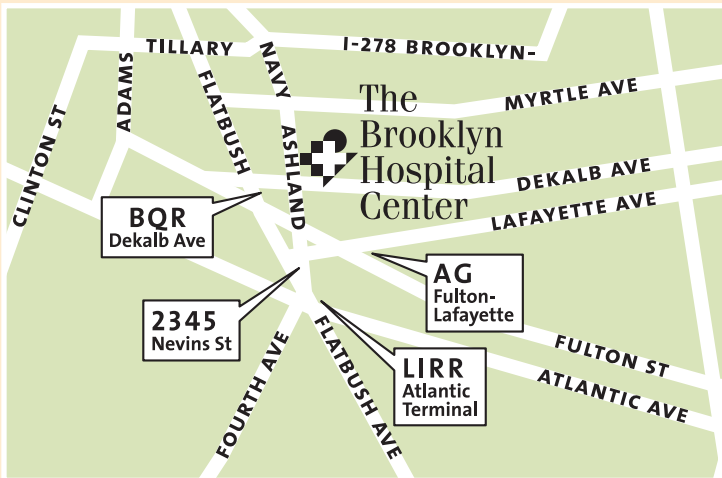 TILLARY
I-278 BROOKLYN-
ADAMS
NAVY
FLATBUSH
CLINTON ST
ASHLAND
The
Brooklyn
Hospital
Center
MYRTLE AVE
DEKALB AVE
LAFAYETTE AVE
BQR
Dekalb Ave
AG
Fulton-
Lafayette
2345
Nevins St
LIRR
Atlantic
Terminal
FULTON ST
ATLANTIC AVE
FOURTH AVE
FLATBUSH AVE